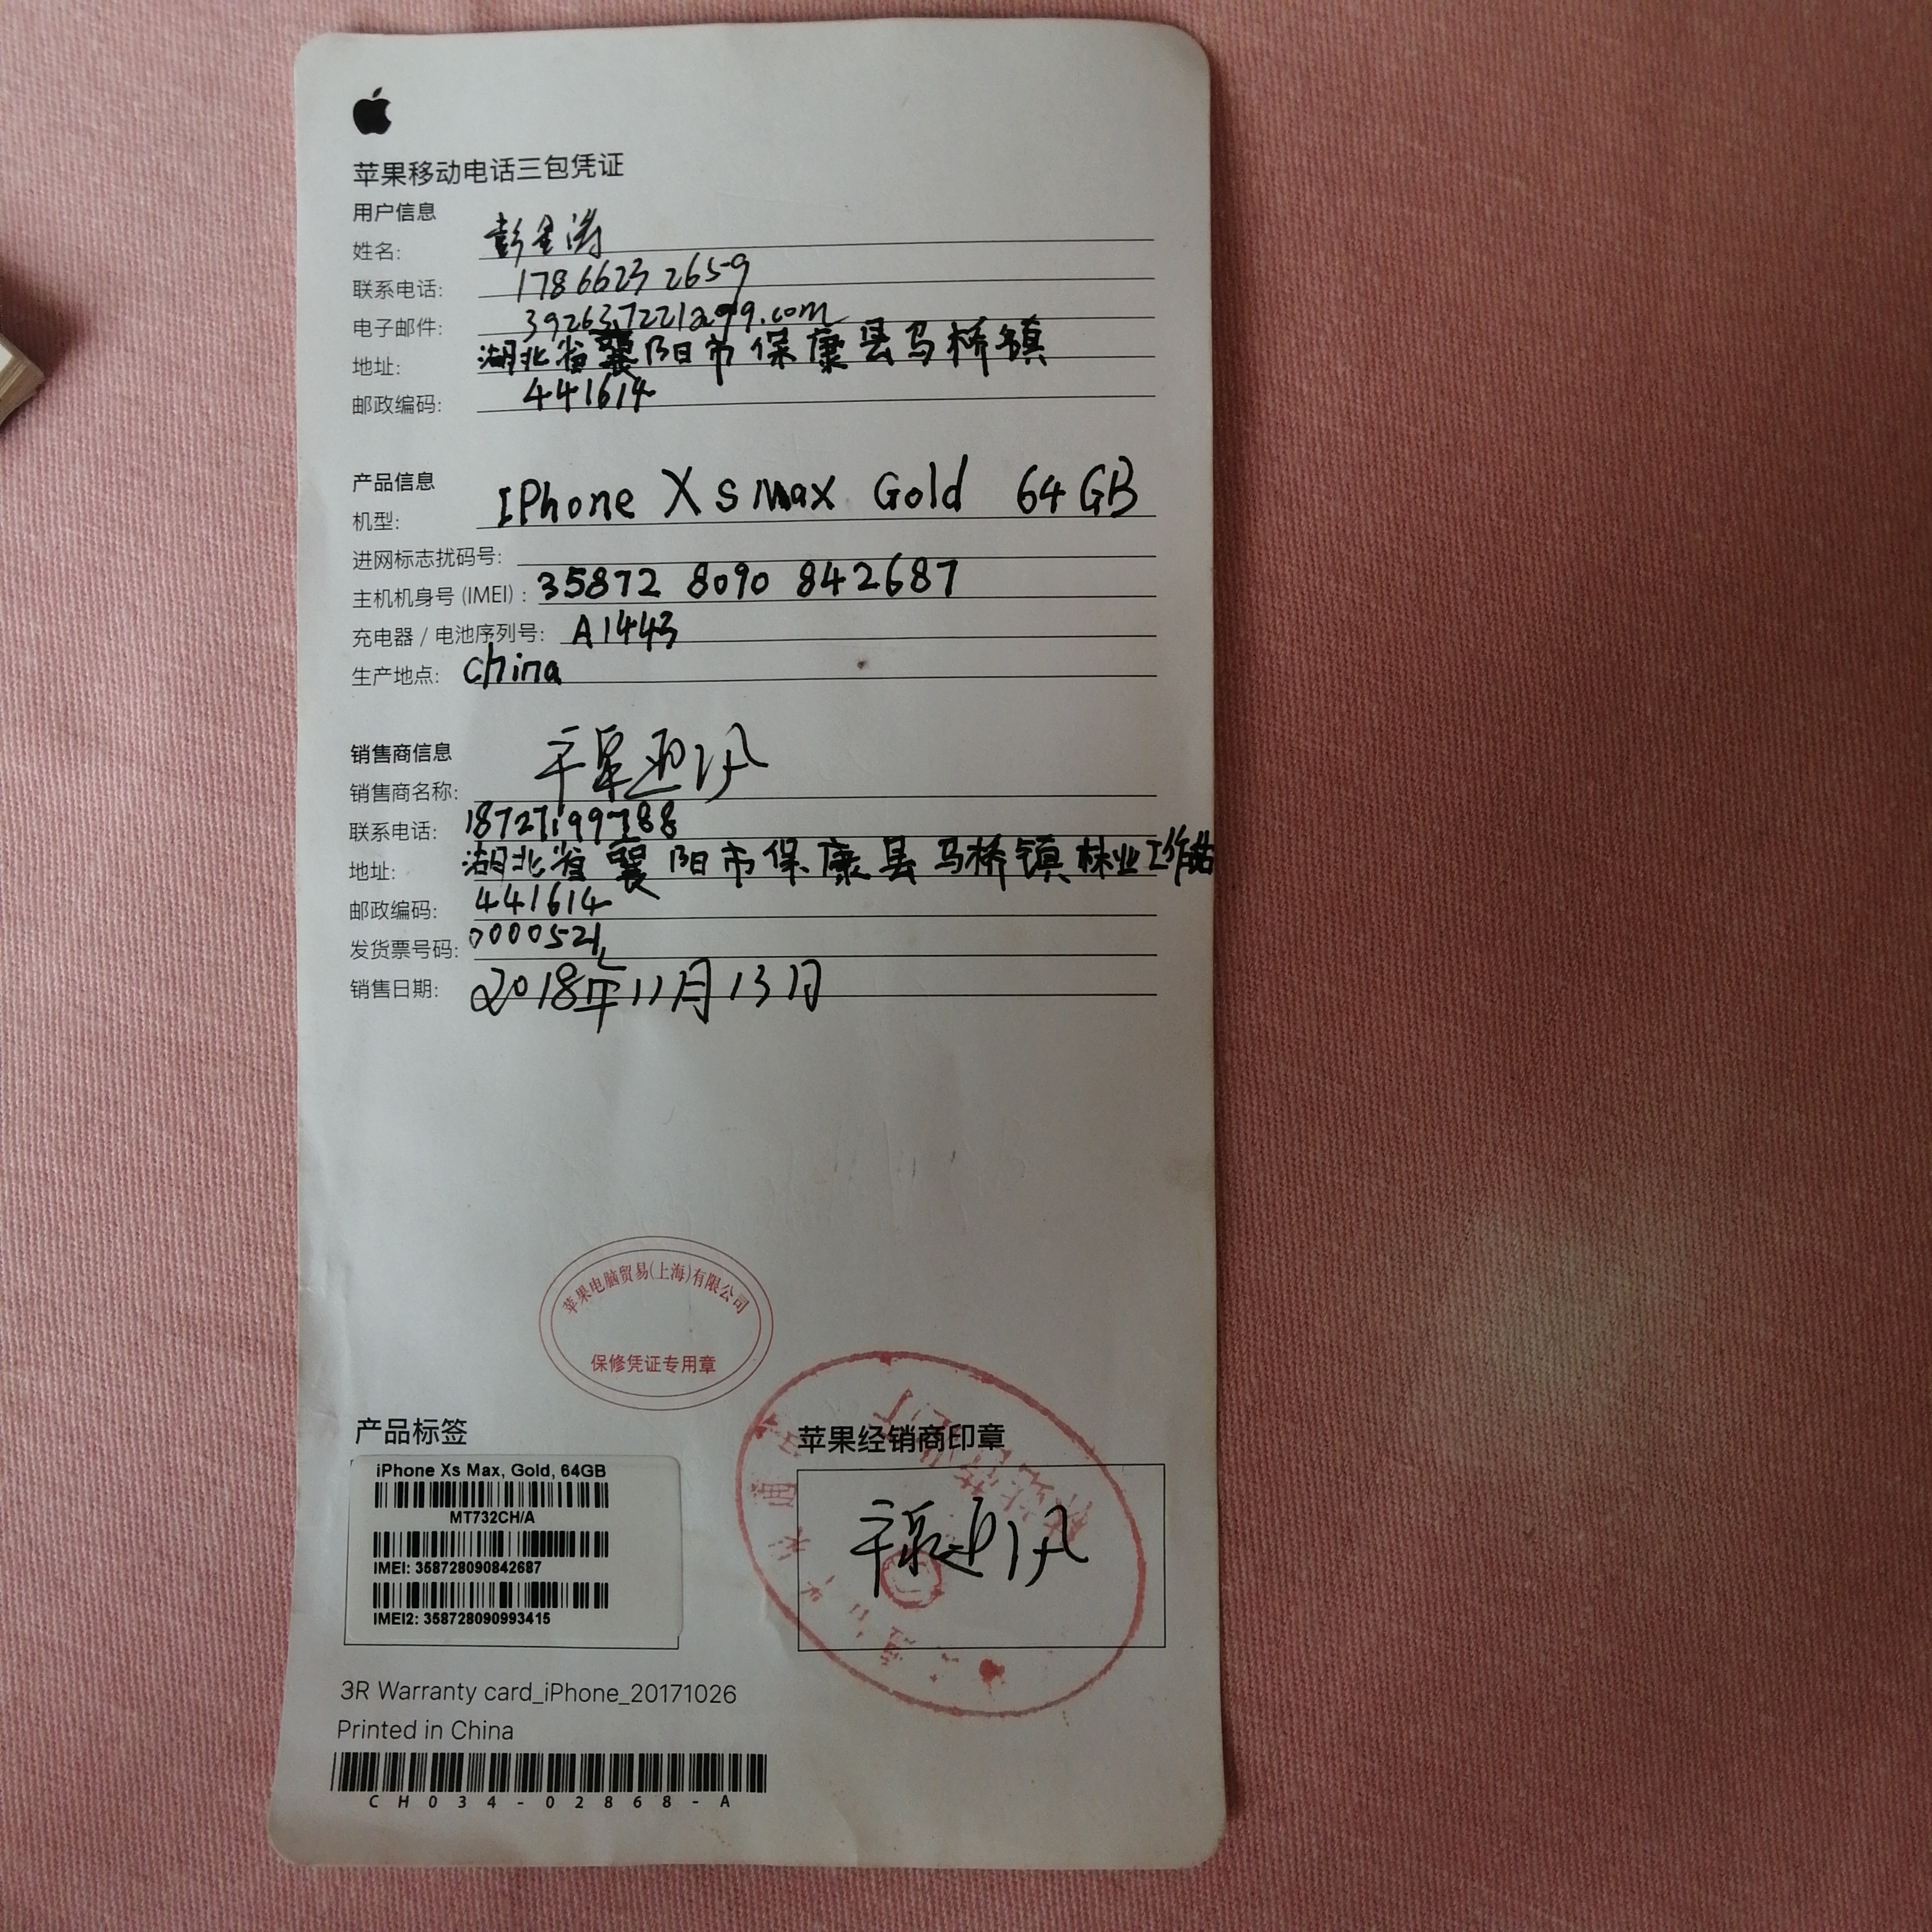 苹果移动电话三包凭证
用户信息
姓名: 彭
联系电话: 1786623 2659
电子邮件: 392637221@qq.com
地址: 湖北省襄阳市保康县马桥镇
邮政编码: 441614
产品信息
机型: IPhone Xs Max Gold 64GB
进网标志扰码号:
主机机身号 (IMEI) : 35872 8090 842687
充电器 / 电池序列号: A1443
生产地点: China
销售商信息
销售商名称:
联系电话: 18727199788
地址: 湖北省襄阳市保康县马桥镇林业工作站
邮政编码: 441614
发货票号码: 0000521
销售日期: 2018年11月13日
苹果电脑贸易(上海)有限公司
保修凭证专用章
产品标签
iPhone Xs Max, Gold, 64GB
MT732CH/A
IMEI: 358728090842687
IMEI2: 358728090993415
苹果经销商印章
3R Warranty card_iPhone_20171026
Printed in China
CH034-02868-A